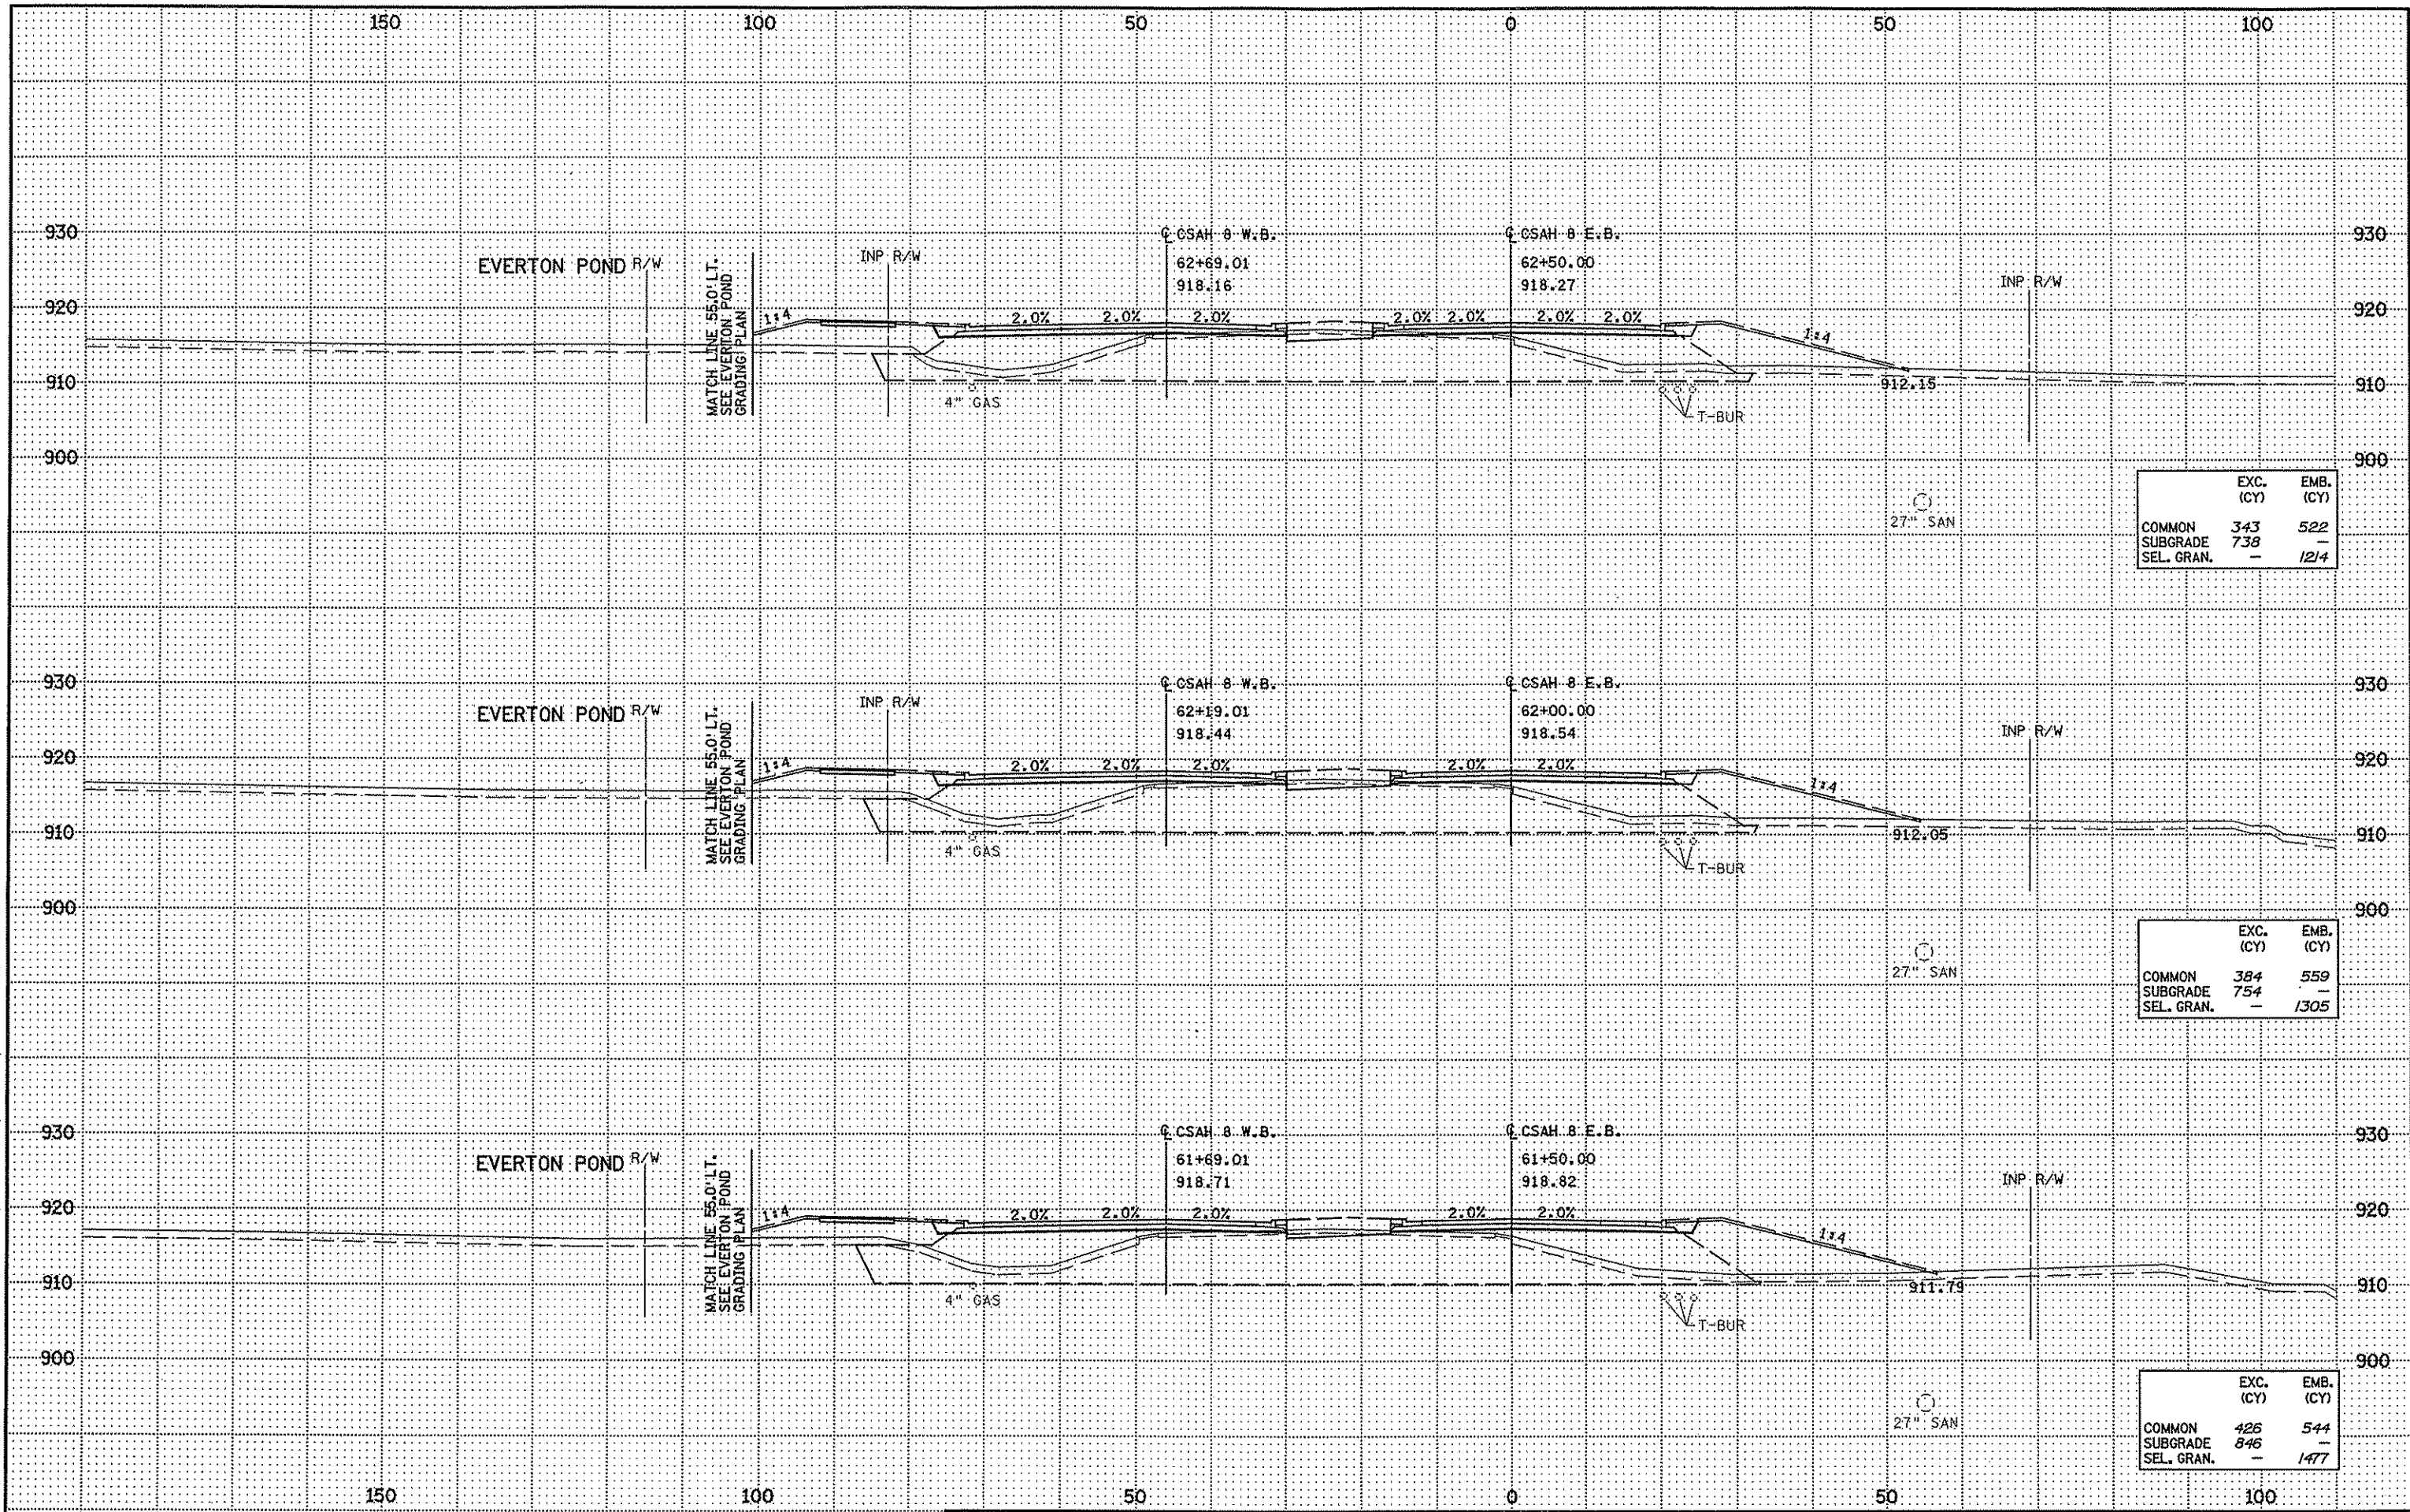 150 100 50 0 50 100
930 ℄ CSAH 8 W.B. ℄ CSAH 8 E.B. 930
EVERTON POND R/W INP R/W 62+69.01 62+50.00
918.16 918.27 INP R/W
MATCH LINE 55.0' LT.
SEE EVERTON POND
GRADING PLAN
920 1:4 2.0% 2.0% 2.0% 2.0% 2.0% 2.0% 2.0% 920
1:4
910 912.15 910
4" GAS T-BUR
900 900
27" SAN
EXC. EMB.
(CY) (CY)
COMMON 343 522
SUBGRADE 738 —
SEL. GRAN. — 1214
930 ℄ CSAH 8 W.B. ℄ CSAH 8 E.B. 930
EVERTON POND R/W INP R/W 62+19.01 62+00.00
918.44 918.54 INP R/W
MATCH LINE 55.0' LT.
SEE EVERTON POND
GRADING PLAN
920 1:4 2.0% 2.0% 2.0% 2.0% 2.0% 920
1:4
910 912.05 910
4" GAS T-BUR
900 900
27" SAN
EXC. EMB.
(CY) (CY)
COMMON 384 559
SUBGRADE 754 —
SEL. GRAN. — 1305
930 ℄ CSAH 8 W.B. ℄ CSAH 8 E.B. 930
EVERTON POND R/W INP R/W 61+69.01 61+50.00
918.71 918.82 INP R/W
MATCH LINE 55.0' LT.
SEE EVERTON POND
GRADING PLAN
920 1:4 2.0% 2.0% 2.0% 2.0% 2.0% 920
1:4
910 911.79 910
4" GAS T-BUR
900 900
27" SAN
EXC. EMB.
(CY) (CY)
COMMON 426 544
SUBGRADE 846 —
SEL. GRAN. — 1477
150 100 50 0 50 100